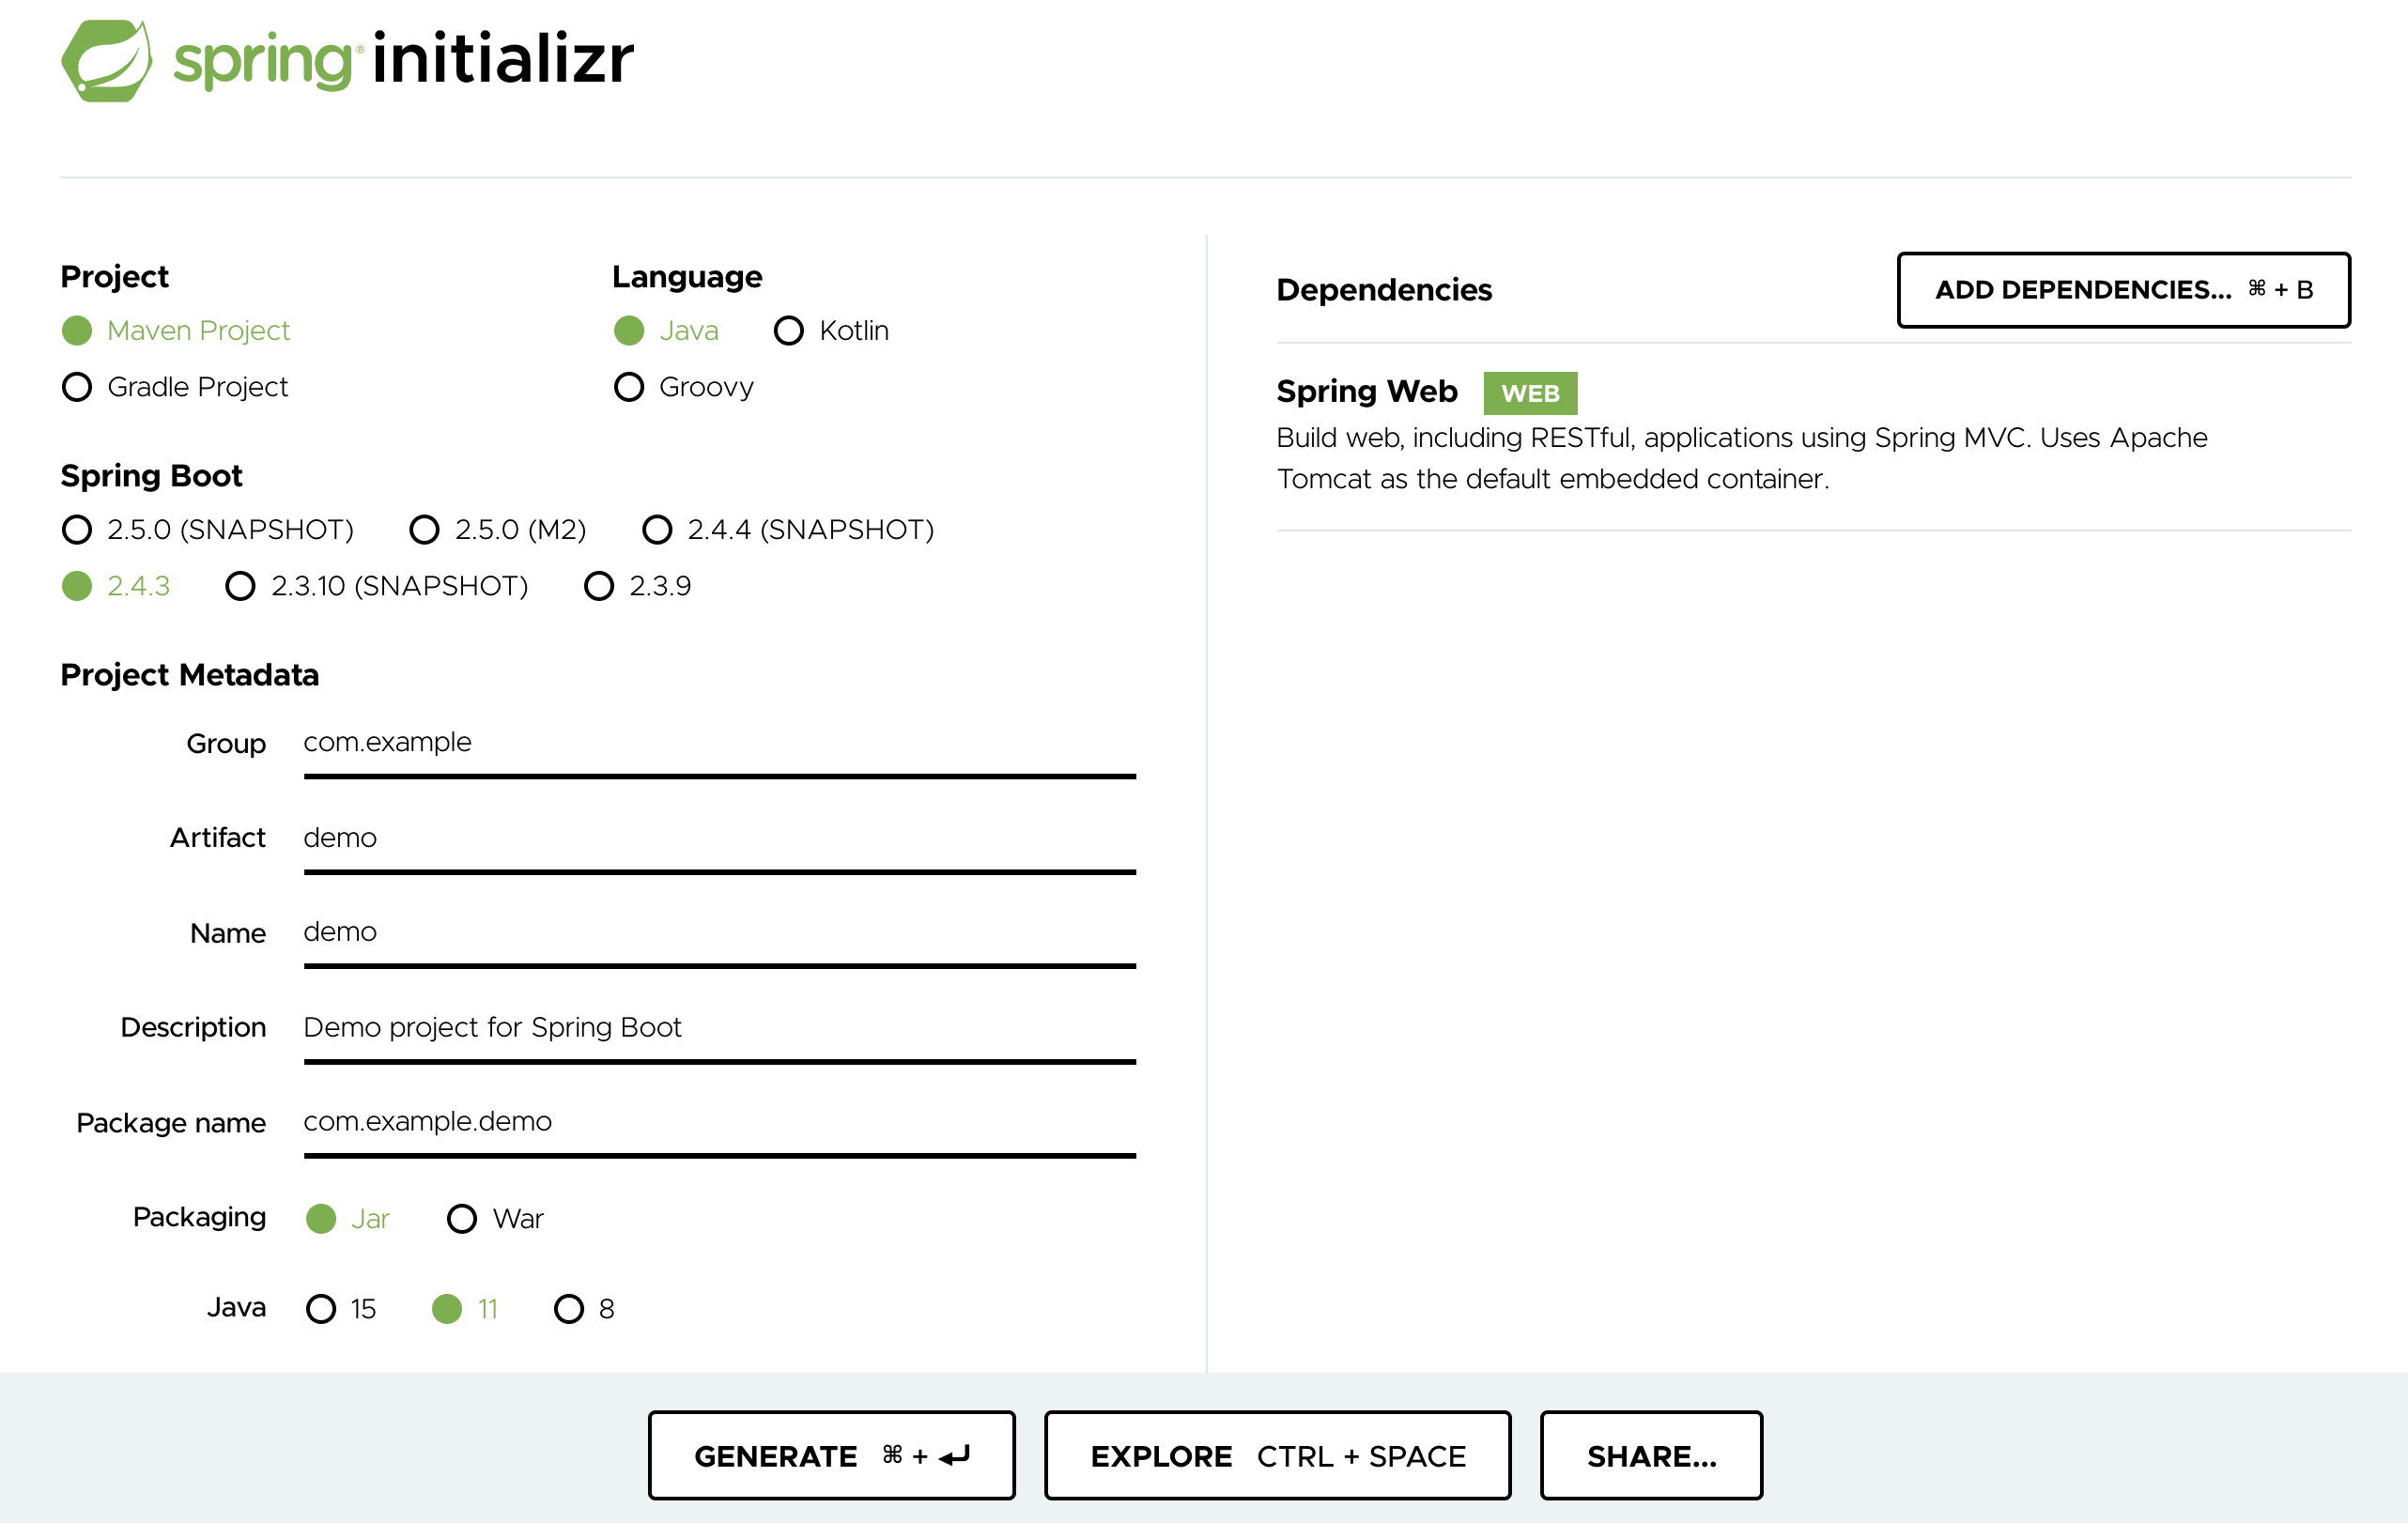 spring® initializr
Project
Maven Project
Gradle Project
Language
Java Kotlin
Groovy
Spring Boot
2.5.0 (SNAPSHOT) 2.5.0 (M2) 2.4.4 (SNAPSHOT)
2.4.3 2.3.10 (SNAPSHOT) 2.3.9
Project Metadata
Group com.example
Artifact demo
Name demo
Description Demo project for Spring Boot
Package name com.example.demo
Packaging Jar War
Java 15 11 8
Dependencies ADD DEPENDENCIES... ⌘ + B
Spring Web WEB
Build web, including RESTful, applications using Spring MVC. Uses Apache
Tomcat as the default embedded container.
GENERATE ⌘ + ⏎ EXPLORE CTRL + SPACE SHARE...